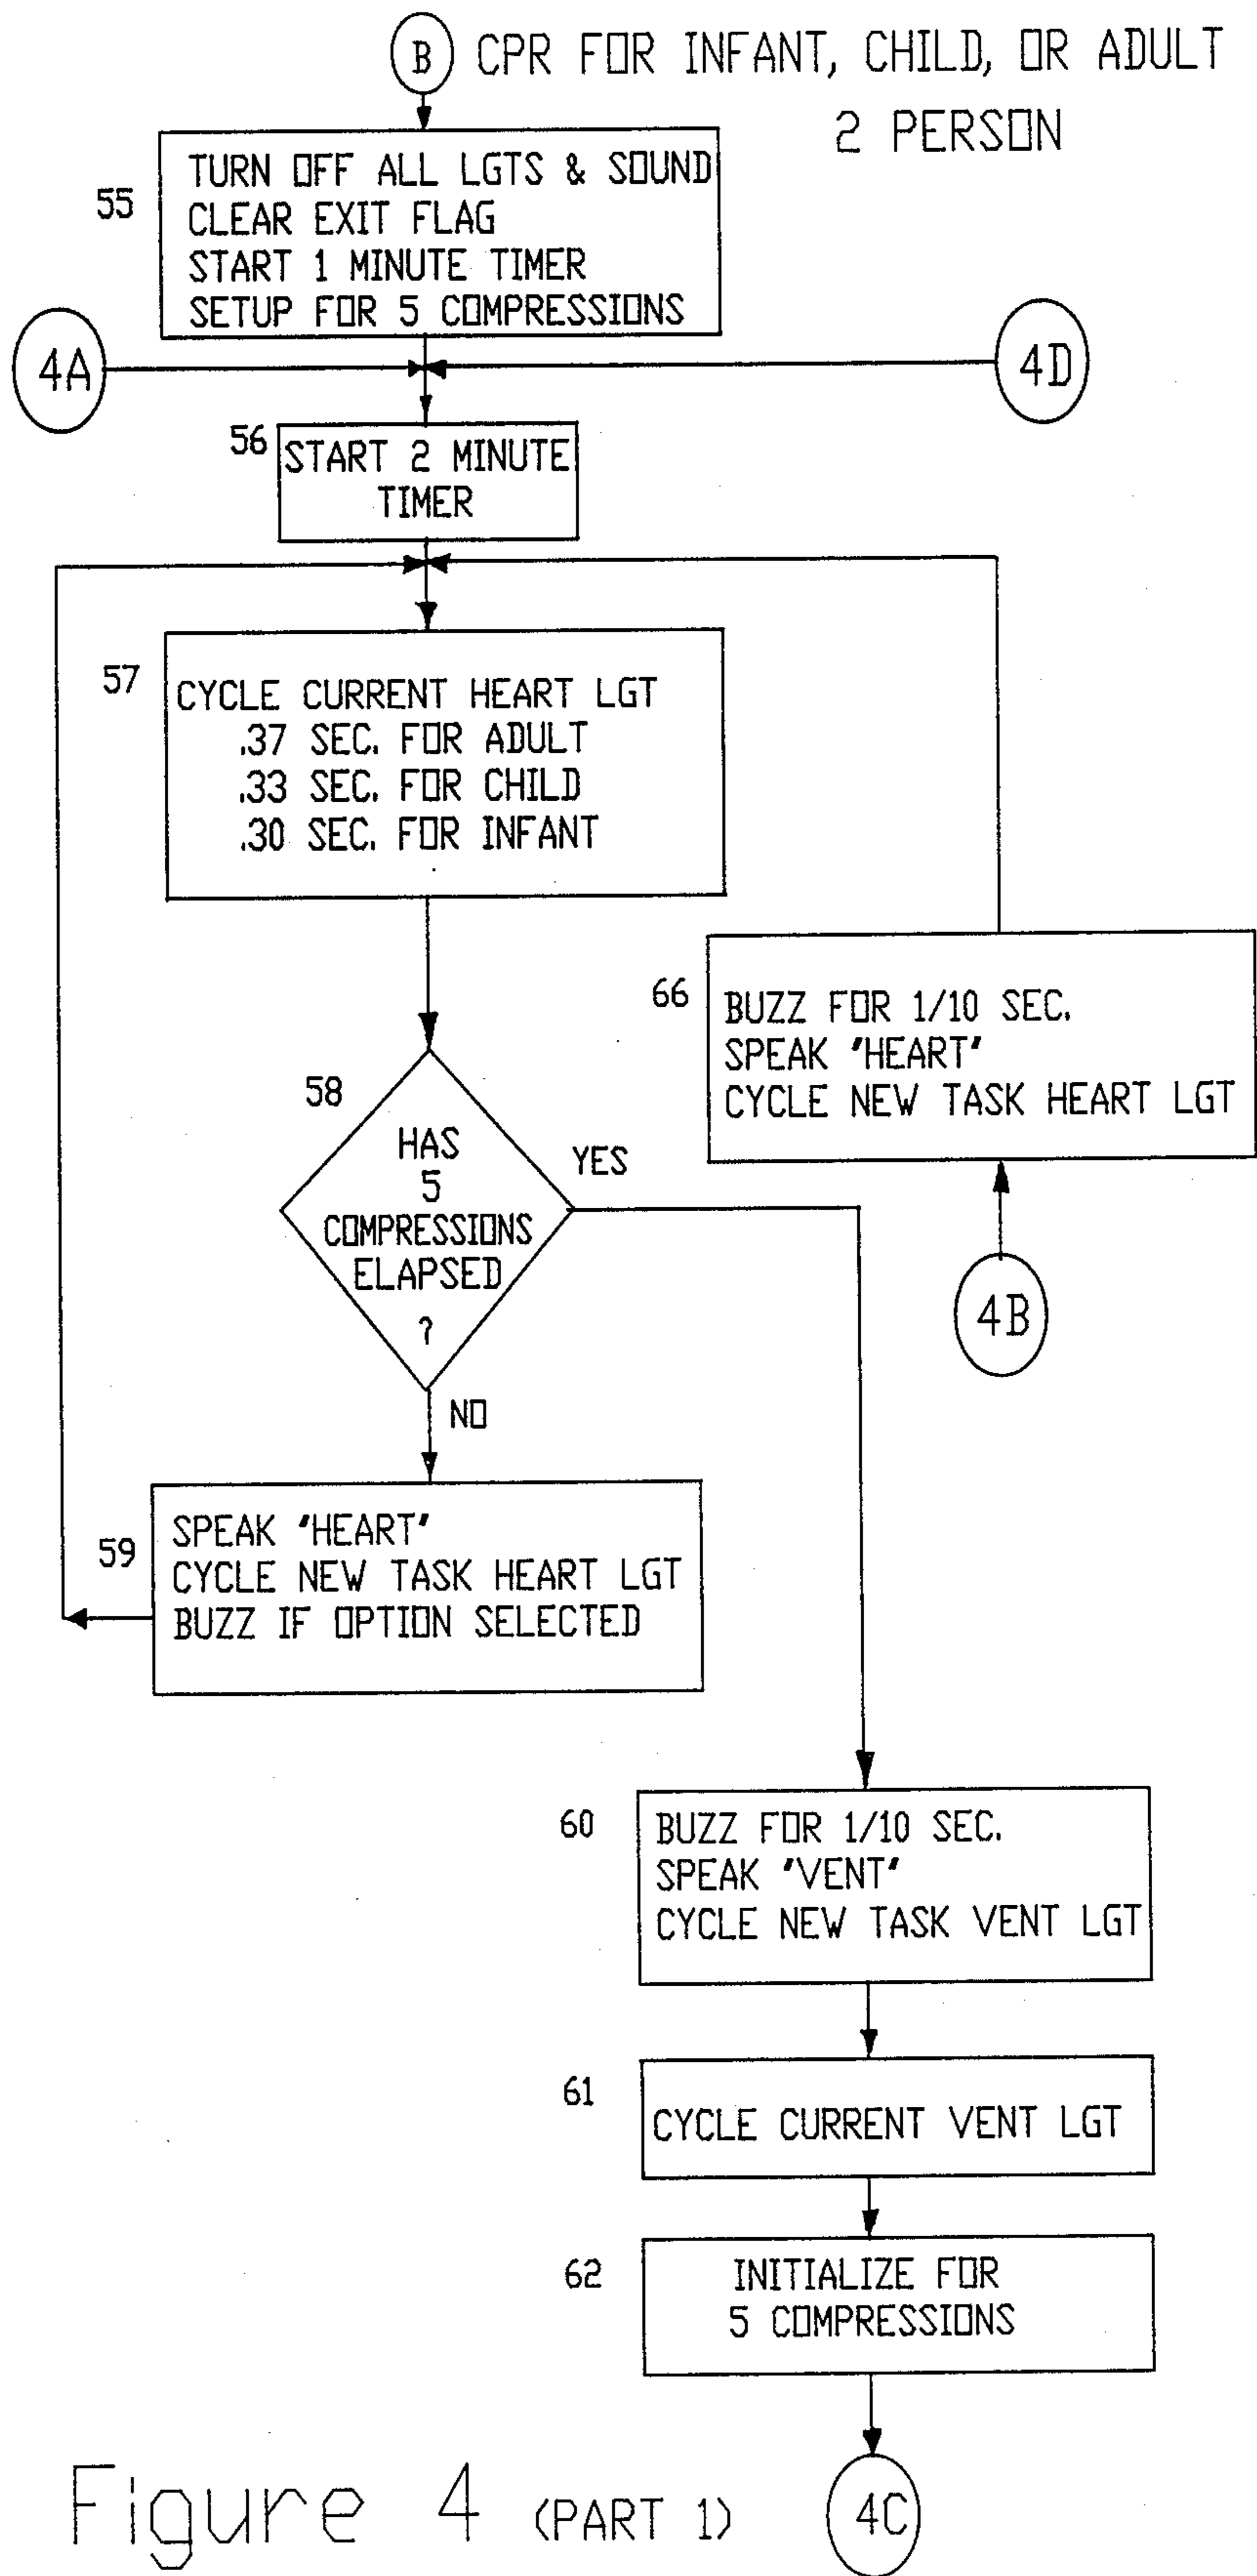 B CPR FOR INFANT, CHILD, OR ADULT
2 PERSON
55
TURN OFF ALL LGTS & SOUND
CLEAR EXIT FLAG
START 1 MINUTE TIMER
SETUP FOR 5 COMPRESSIONS
4A
4D
56
START 2 MINUTE
TIMER
57
CYCLE CURRENT HEART LGT
.37 SEC. FOR ADULT
.33 SEC. FOR CHILD
.30 SEC. FOR INFANT
66
BUZZ FOR 1/10 SEC.
SPEAK 'HEART'
CYCLE NEW TASK HEART LGT
58
HAS
5
COMPRESSIONS
ELAPSED
?
YES
NO
4B
59
SPEAK 'HEART'
CYCLE NEW TASK HEART LGT
BUZZ IF OPTION SELECTED
60
BUZZ FOR 1/10 SEC.
SPEAK 'VENT'
CYCLE NEW TASK VENT LGT
61
CYCLE CURRENT VENT LGT
62
INITIALIZE FOR
5 COMPRESSIONS
4C
Figure 4 (PART 1)